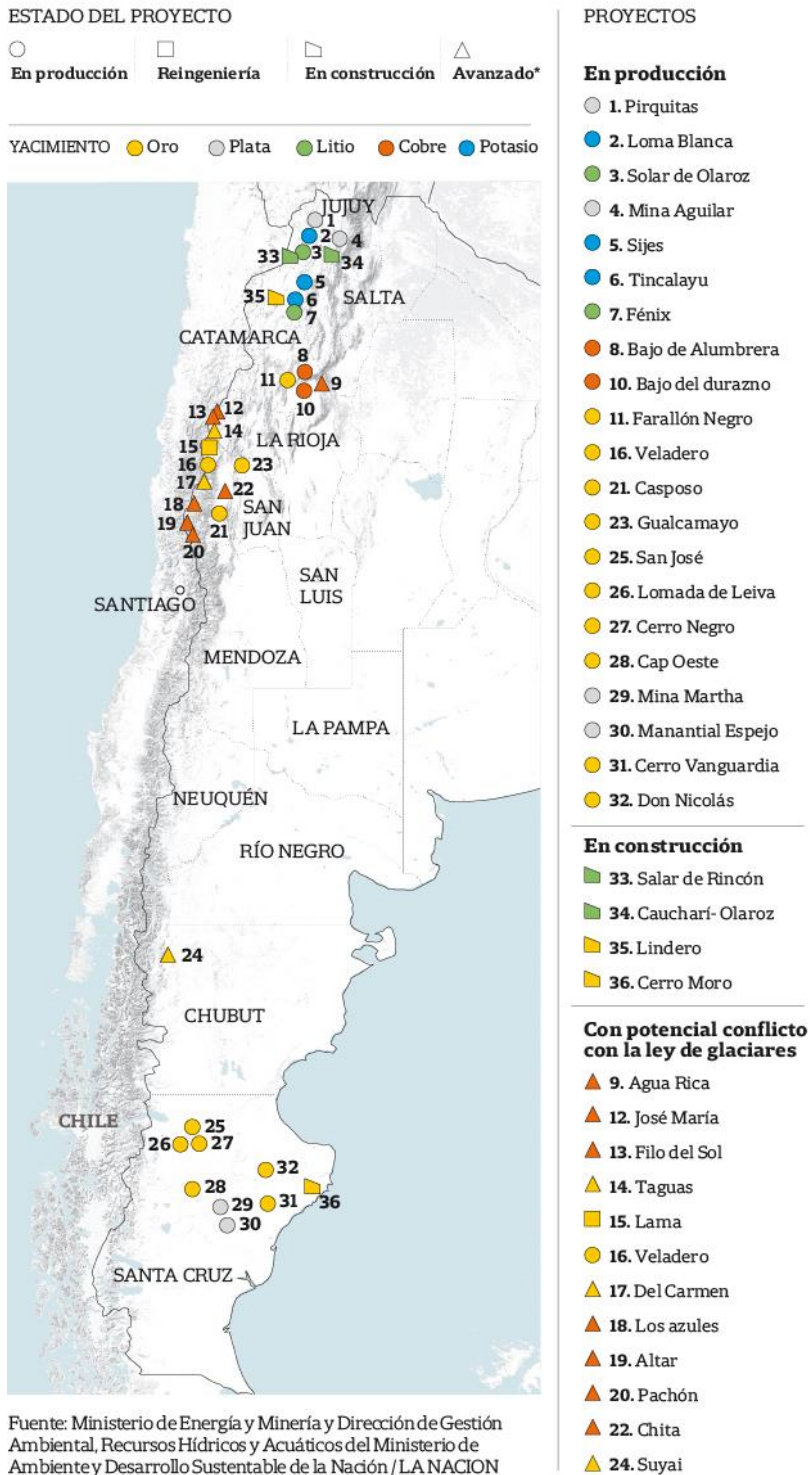 ESTADO DEL PROYECTO
En producción
Reingeniería
En construcción
Avanzado*
YACIMIENTO
Oro
Plata
Litio
Cobre
Potasio
JUJUY
1
2
4
3
33
34
5
35
6
SALTA
7
CATAMARCA
8
11
9
10
12
13
14
LA RIOJA
15
16
23
17
22
18
SAN
JUAN
19
21
20
SAN
LUIS
SANTIAGO
MENDOZA
LA PAMPA
NEUQUÉN
RÍO NEGRO
24
CHUBUT
CHILE
25
26
27
32
28
29
31
36
30
SANTA CRUZ
Fuente: Ministerio de Energía y Minería y Dirección de Gestión
Ambiental, Recursos Hídricos y Acuáticos del Ministerio de
Ambiente y Desarrollo Sustentable de la Nación / LA NACION
PROYECTOS
En producción
1. Pirquitas
2. Loma Blanca
3. Solar de Olaroz
4. Mina Aguilar
5. Sijes
6. Tincalayu
7. Fénix
8. Bajo de Alumbrera
10. Bajo del durazno
11. Farallón Negro
16. Veladero
21. Casposo
23. Gualcamayo
25. San José
26. Lomada de Leiva
27. Cerro Negro
28. Cap Oeste
29. Mina Martha
30. Manantial Espejo
31. Cerro Vanguardia
32. Don Nicolás
En construcción
33. Salar de Rincón
34. Cauchari- Olaroz
35. Lindero
36. Cerro Moro
Con potencial conflicto
con la ley de glaciares
9. Agua Rica
12. José María
13. Filo del Sol
14. Taguas
15. Lama
16. Veladero
17. Del Carmen
18. Los azules
19. Altar
20. Pachón
22. Chita
24. Suyai